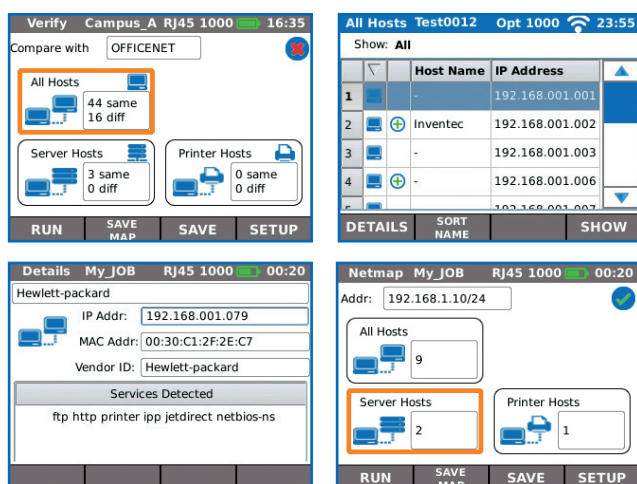 Verify Campus_A RJ45 1000 16:35
Compare with OFFICENET
All Hosts
44 same
16 diff
Server Hosts
3 same
0 diff
Printer Hosts
0 same
0 diff
RUN SAVE MAP SAVE SETUP
All Hosts Test0012 Opt 1000 23:55
Show: All
Host Name IP Address
1 - 192.168.001.001
2 Inventec 192.168.001.002
3 - 192.168.001.003
4 - 192.168.001.006
192.168.001.007
DETAILS SORT NAME SHOW
Details My_JOB RJ45 1000 00:20
Hewlett-packard
IP Addr: 192.168.001.079
MAC Addr: 00:30:C1:2F:2E:C7
Vendor ID: Hewlett-packard
Services Detected
ftp http printer ipp jetdirect netbios-ns
Netmap My_JOB RJ45 1000 00:20
Addr: 192.168.1.10/24
All Hosts
9
Server Hosts
2
Printer Hosts
1
RUN SAVE MAP SAVE SETUP